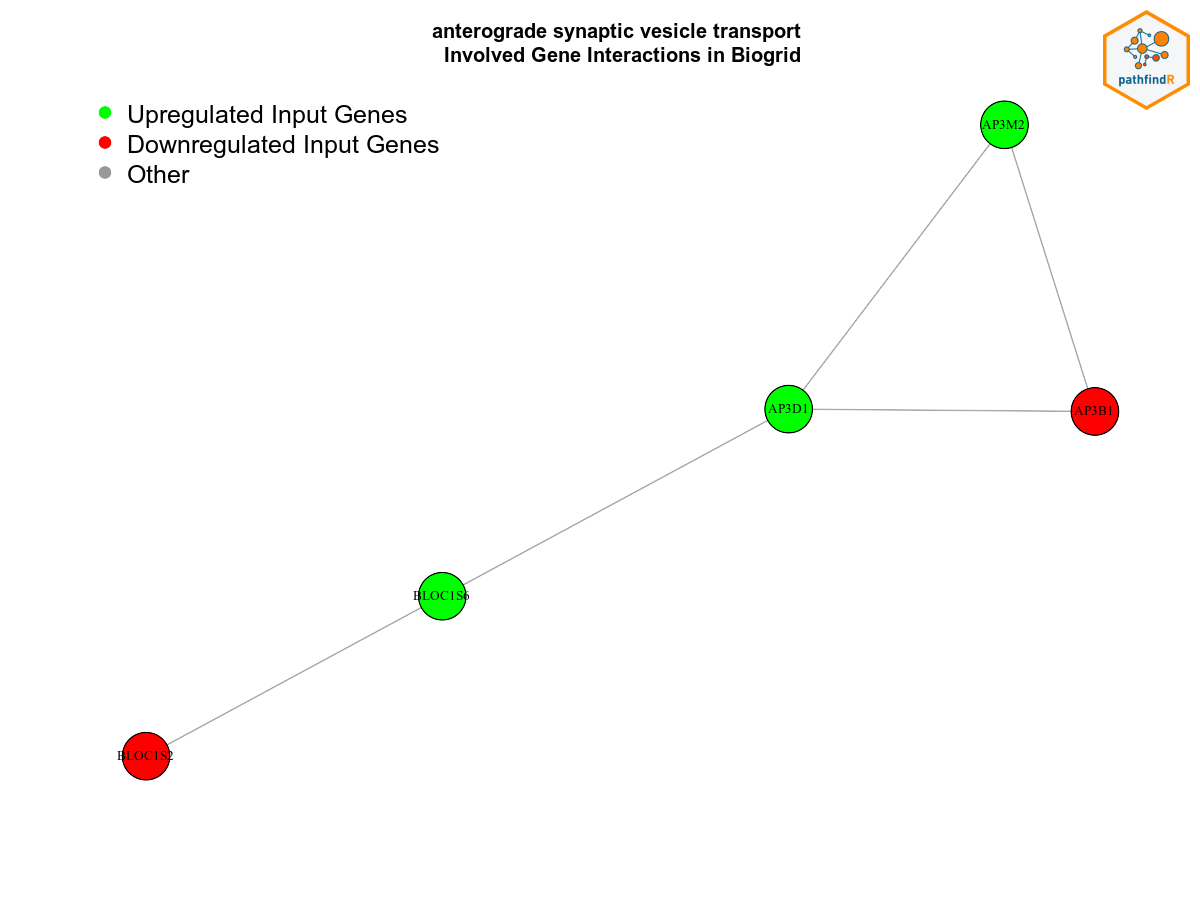 anterograde synaptic vesicle transport
Involved Gene Interactions in Biogrid
pathfindR
Upregulated Input Genes
Downregulated Input Genes
Other
AP3M2
AP3D1
AP3B1
BLOC1S6
BLOC1S2